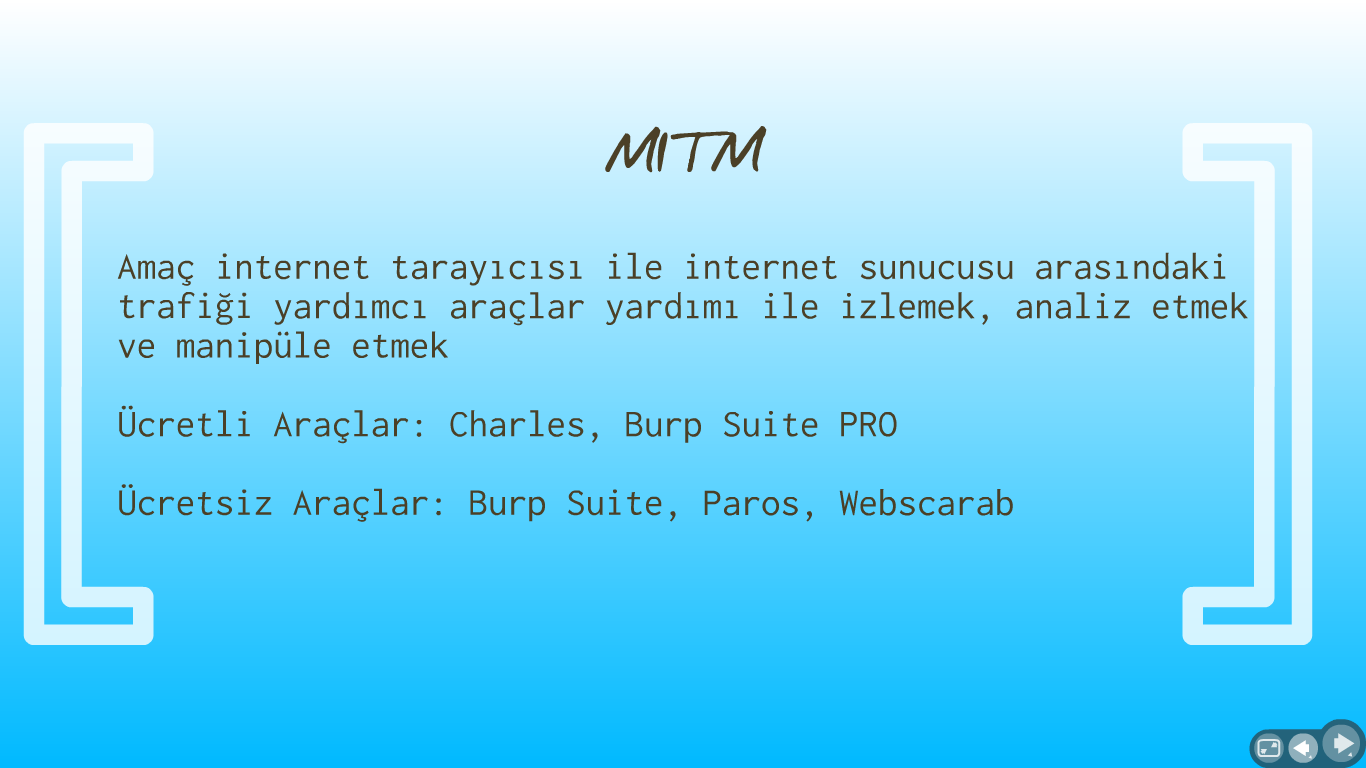 MITM
Amaç internet tarayıcısı ile internet sunucusu arasındaki
trafiği yardımcı araçlar yardımı ile izlemek, analiz etmek
ve manipüle etmek
Ücretli Araçlar: Charles, Burp Suite PRO
Ücretsiz Araçlar: Burp Suite, Paros, Webscarab